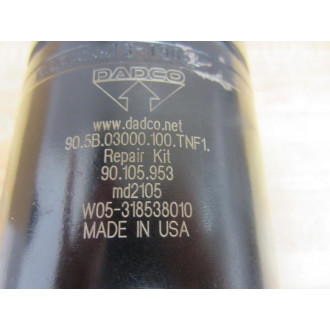 DADCO
www.dadco.net
90.5B.03000.100.TNF1.
Repair Kit
90.105.953
md2105
W05-318538010
MADE IN USA